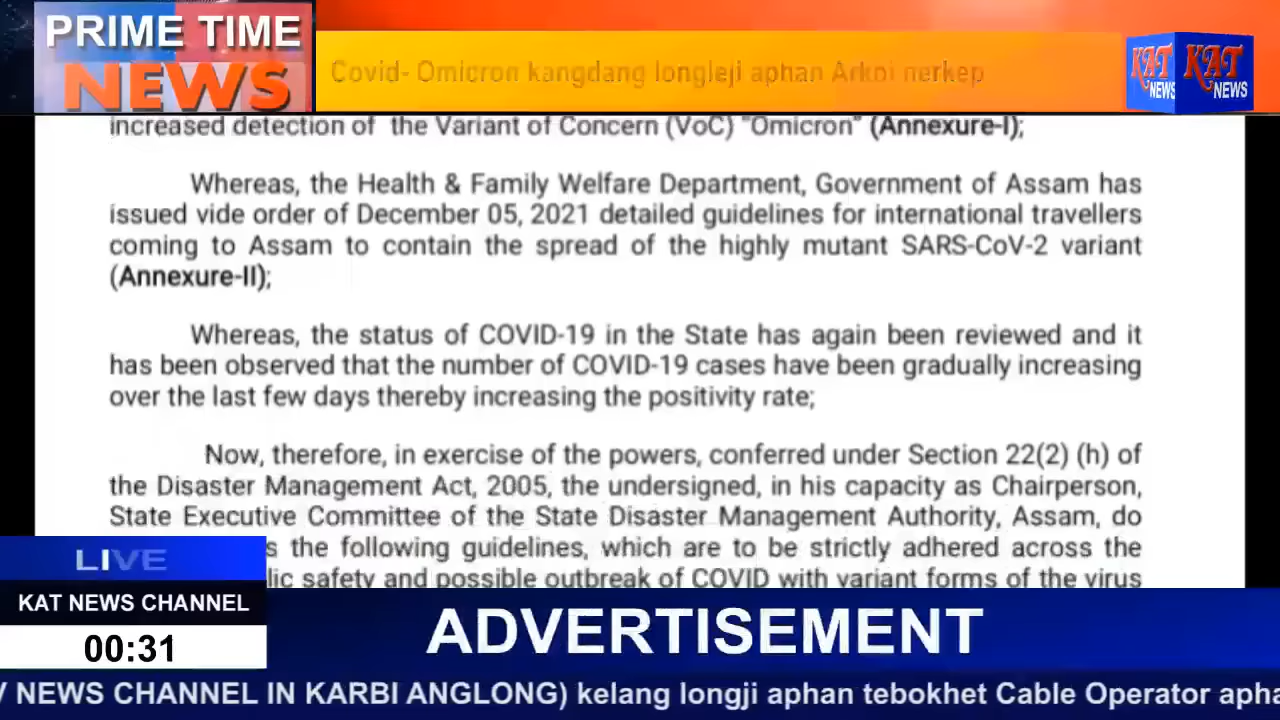 PRIME TIME
NEWS
Covid- Omicron kangdang longleji aphan Arkoi nerkep
KAT
NEWS
KAT
NEWS
increased detection of the Variant of Concern (VoC) "Omicron" (Annexure-I);
Whereas, the Health & Family Welfare Department, Government of Assam has
issued vide order of December 05, 2021 detailed guidelines for international travellers
coming to Assam to contain the spread of the highly mutant SARS-CoV-2 variant
(Annexure-II);
Whereas, the status of COVID-19 in the State has again been reviewed and it
has been observed that the number of COVID-19 cases have been gradually increasing
over the last few days thereby increasing the positivity rate;
Now, therefore, in exercise of the powers, conferred under Section 22(2) (h) of
the Disaster Management Act, 2005, the undersigned, in his capacity as Chairperson,
State Executive Committee of the State Disaster Management Authority, Assam, do
s the following guidelines, which are to be strictly adhered across the
lic safety and possible outbreak of COVID with variant forms of the virus
LIVE
KAT NEWS CHANNEL
00:31
ADVERTISEMENT
V NEWS CHANNEL IN KARBI ANGLONG) kelang longji aphan tebokhet Cable Operator apha